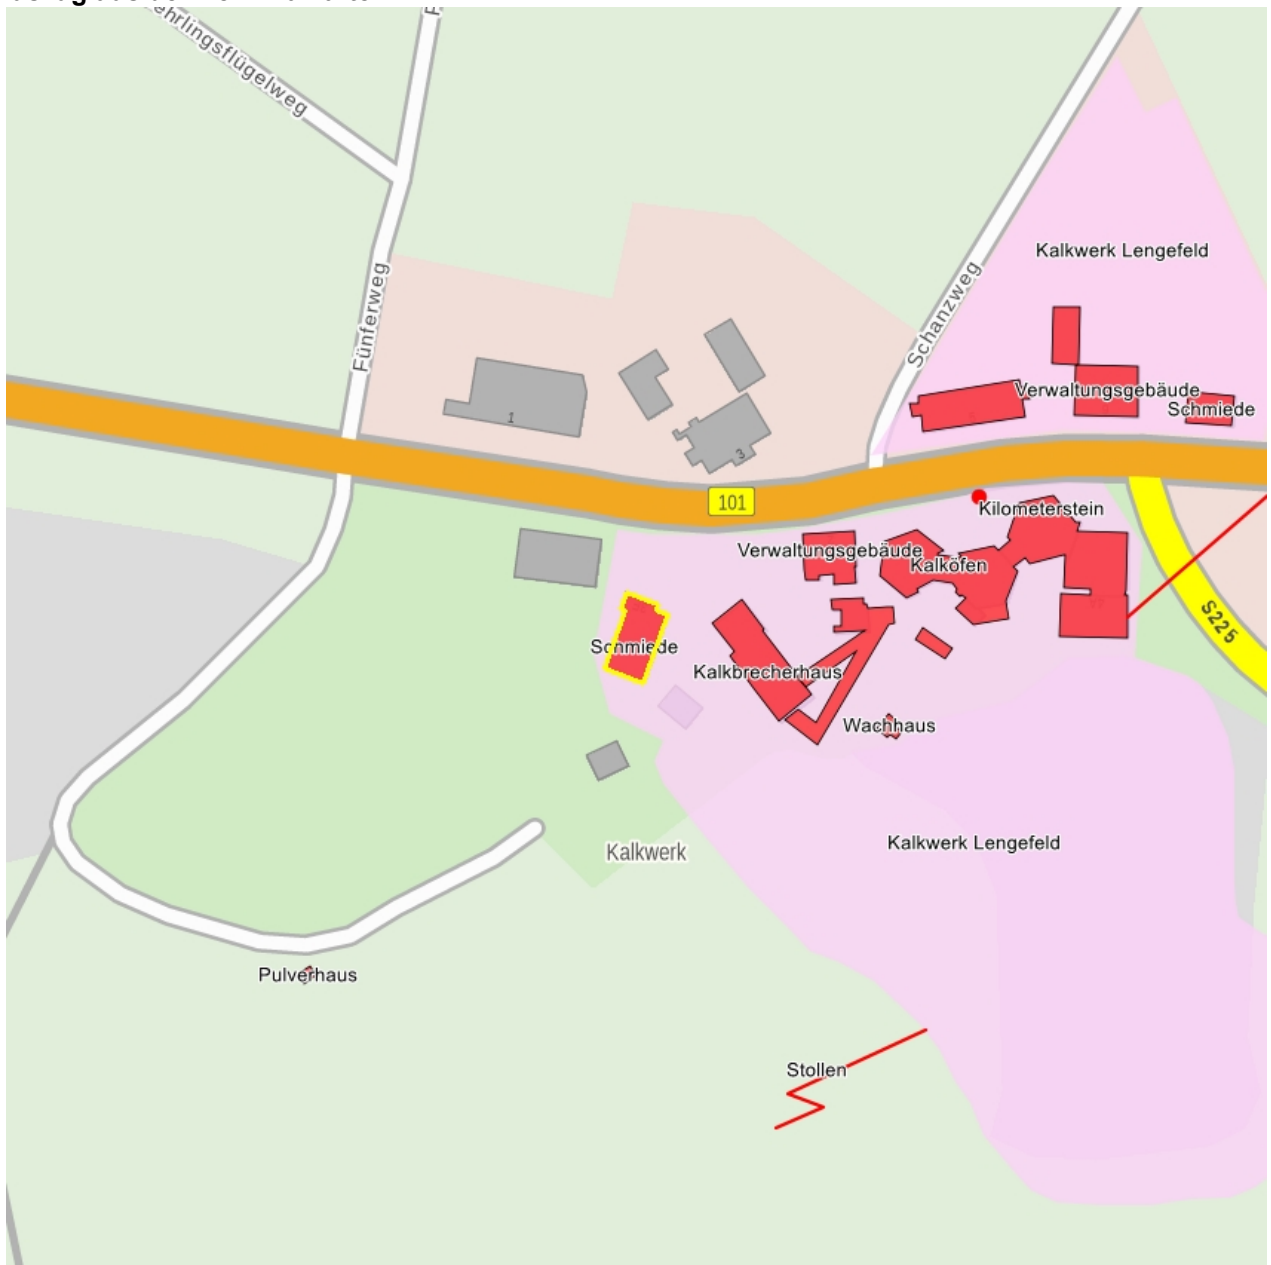 Fünferweg
Schanzweg
Kalkwerk Lengefeld
Verwaltungsgebäude
Schmiede
1
3
101
Kilometerstein
Verwaltungsgebäude
Kalköfen
S225
Schmiede
Kalkbrecherhaus
Wachhaus
Kalkwerk Lengefeld
Kalkwerk
Pulverhaus
Stollen